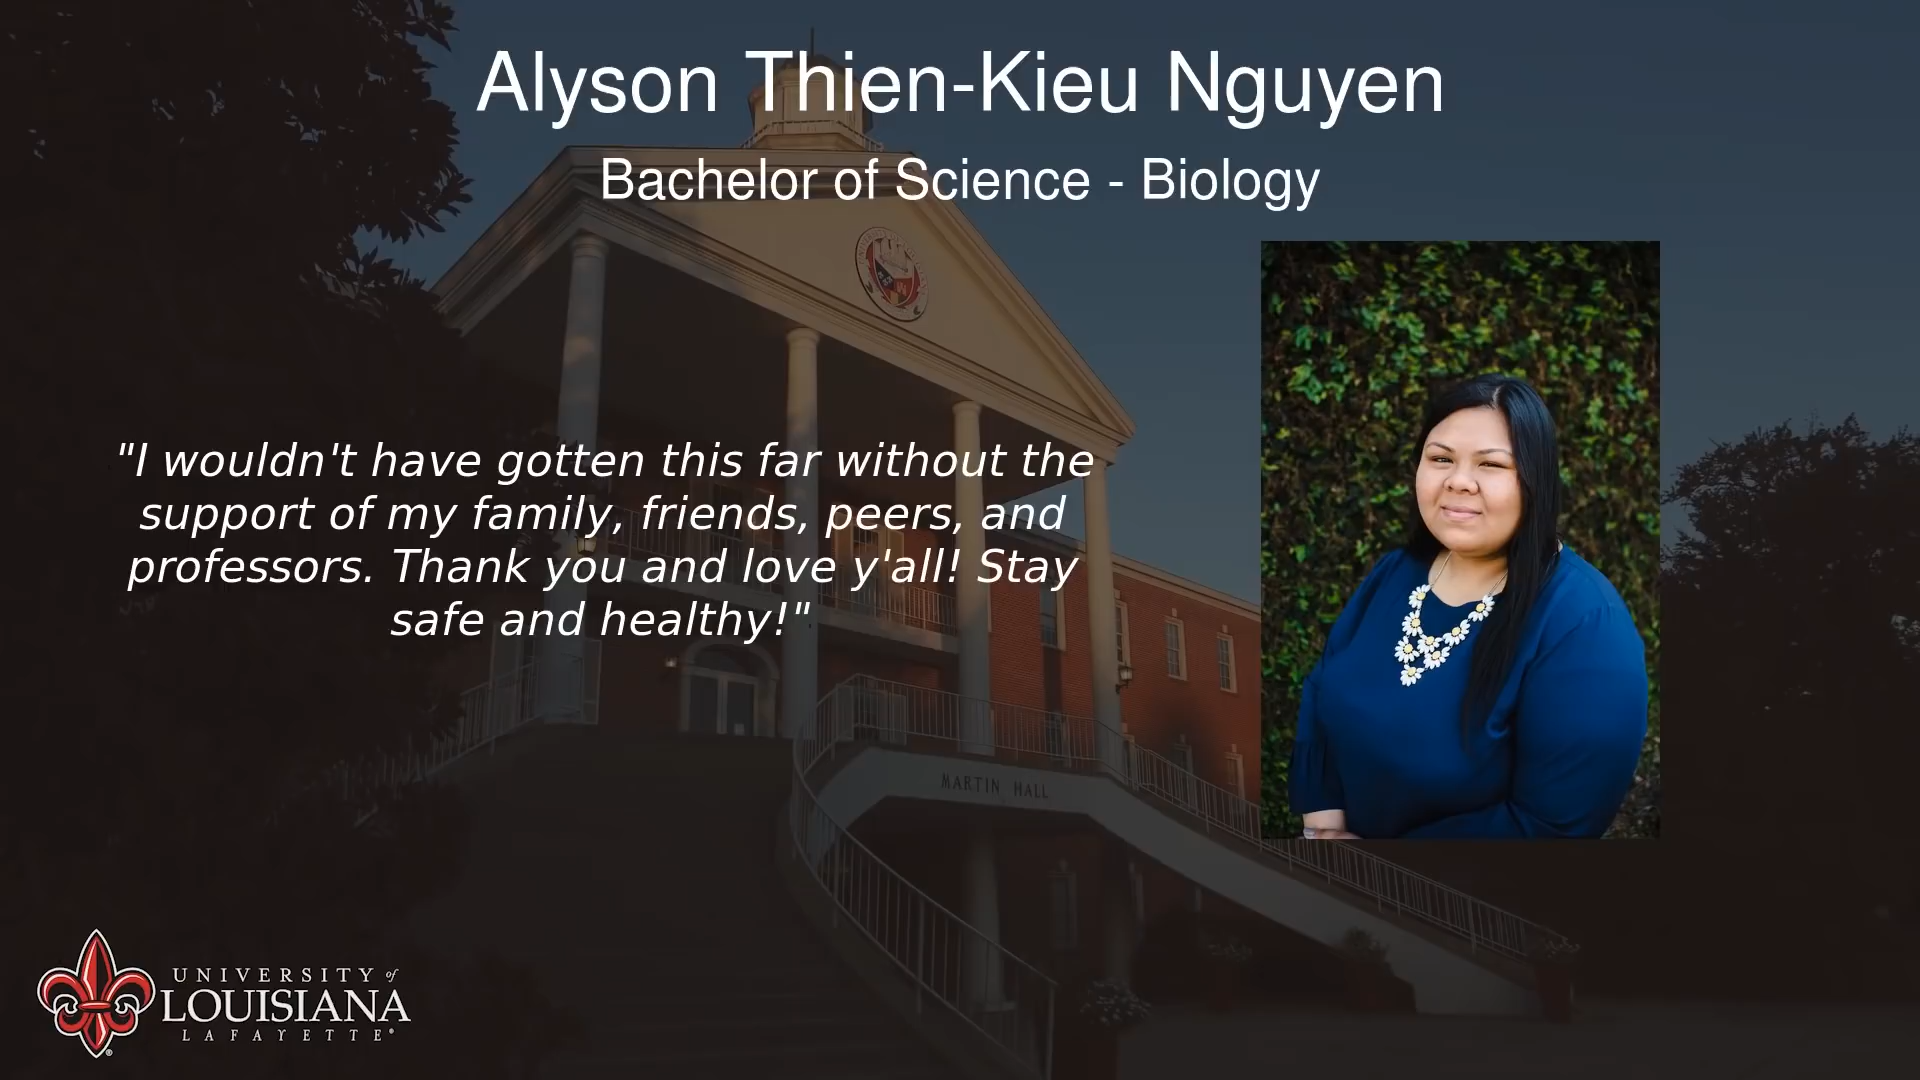 Alyson Thien-Kieu Nguyen
Bachelor of Science - Biology
"I wouldn't have gotten this far without the
support of my family, friends, peers, and
professors. Thank you and love y'all! Stay
safe and healthy!"
MARTIN HALL
UNIVERSITY of
LOUISIANA
LAFAYETTE®